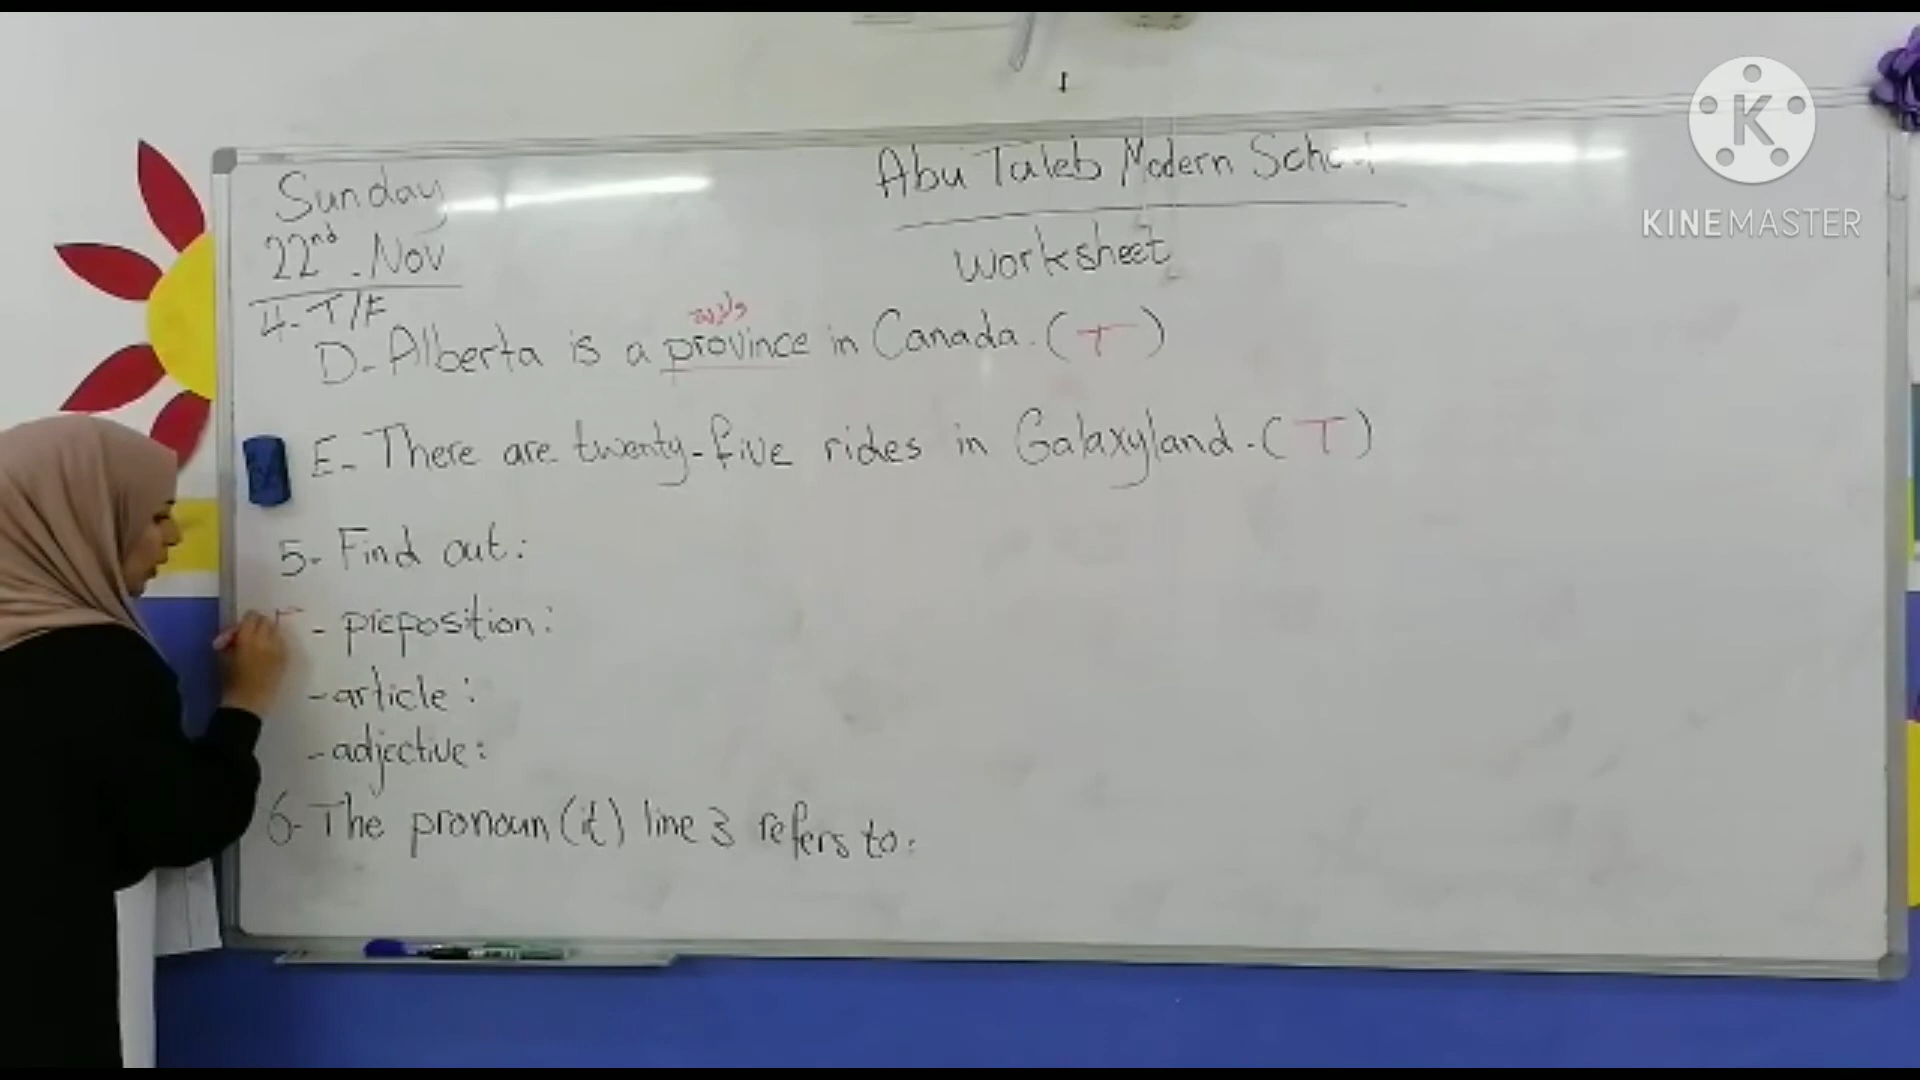 Sunday
22nd. Nov
Abu Taleb Modern School
Worksheet
4- T/F
D- Alberta is a province in Canada. (T)
E- There are twenty-five rides in Galaxyland. (T)
5- Find out:
- preposition:
- article:
- adjective:
6- The pronoun (it) line 3 refers to:
K
KINEMASTER